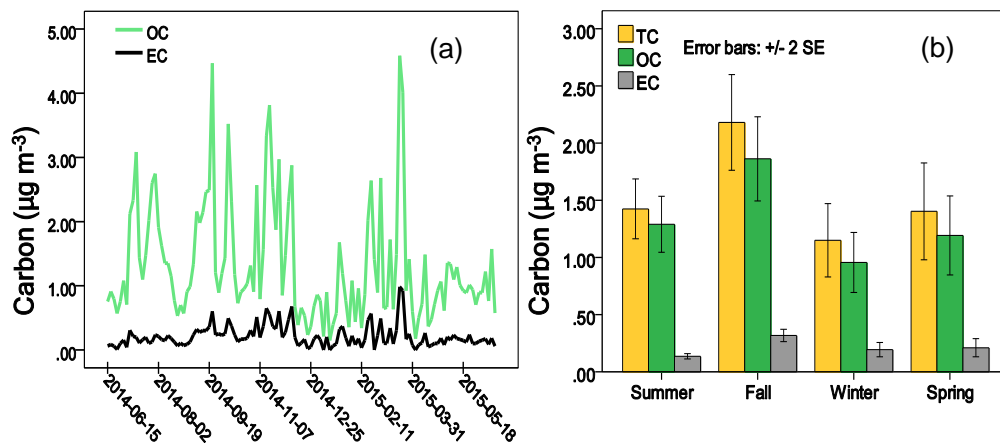 5.00
4.00
3.00
2.00
1.00
.00
Carbon (µg m-3)
OC
EC
(a)
2014-06-15
2014-08-02
2014-09-19
2014-11-07
2014-12-25
2015-02-11
2015-03-31
2015-05-18
3.00
2.50
2.00
1.50
1.00
.50
.00
Carbon (µg m-3)
TC
OC
EC
Error bars: +/- 2 SE
(b)
Summer
Fall
Winter
Spring